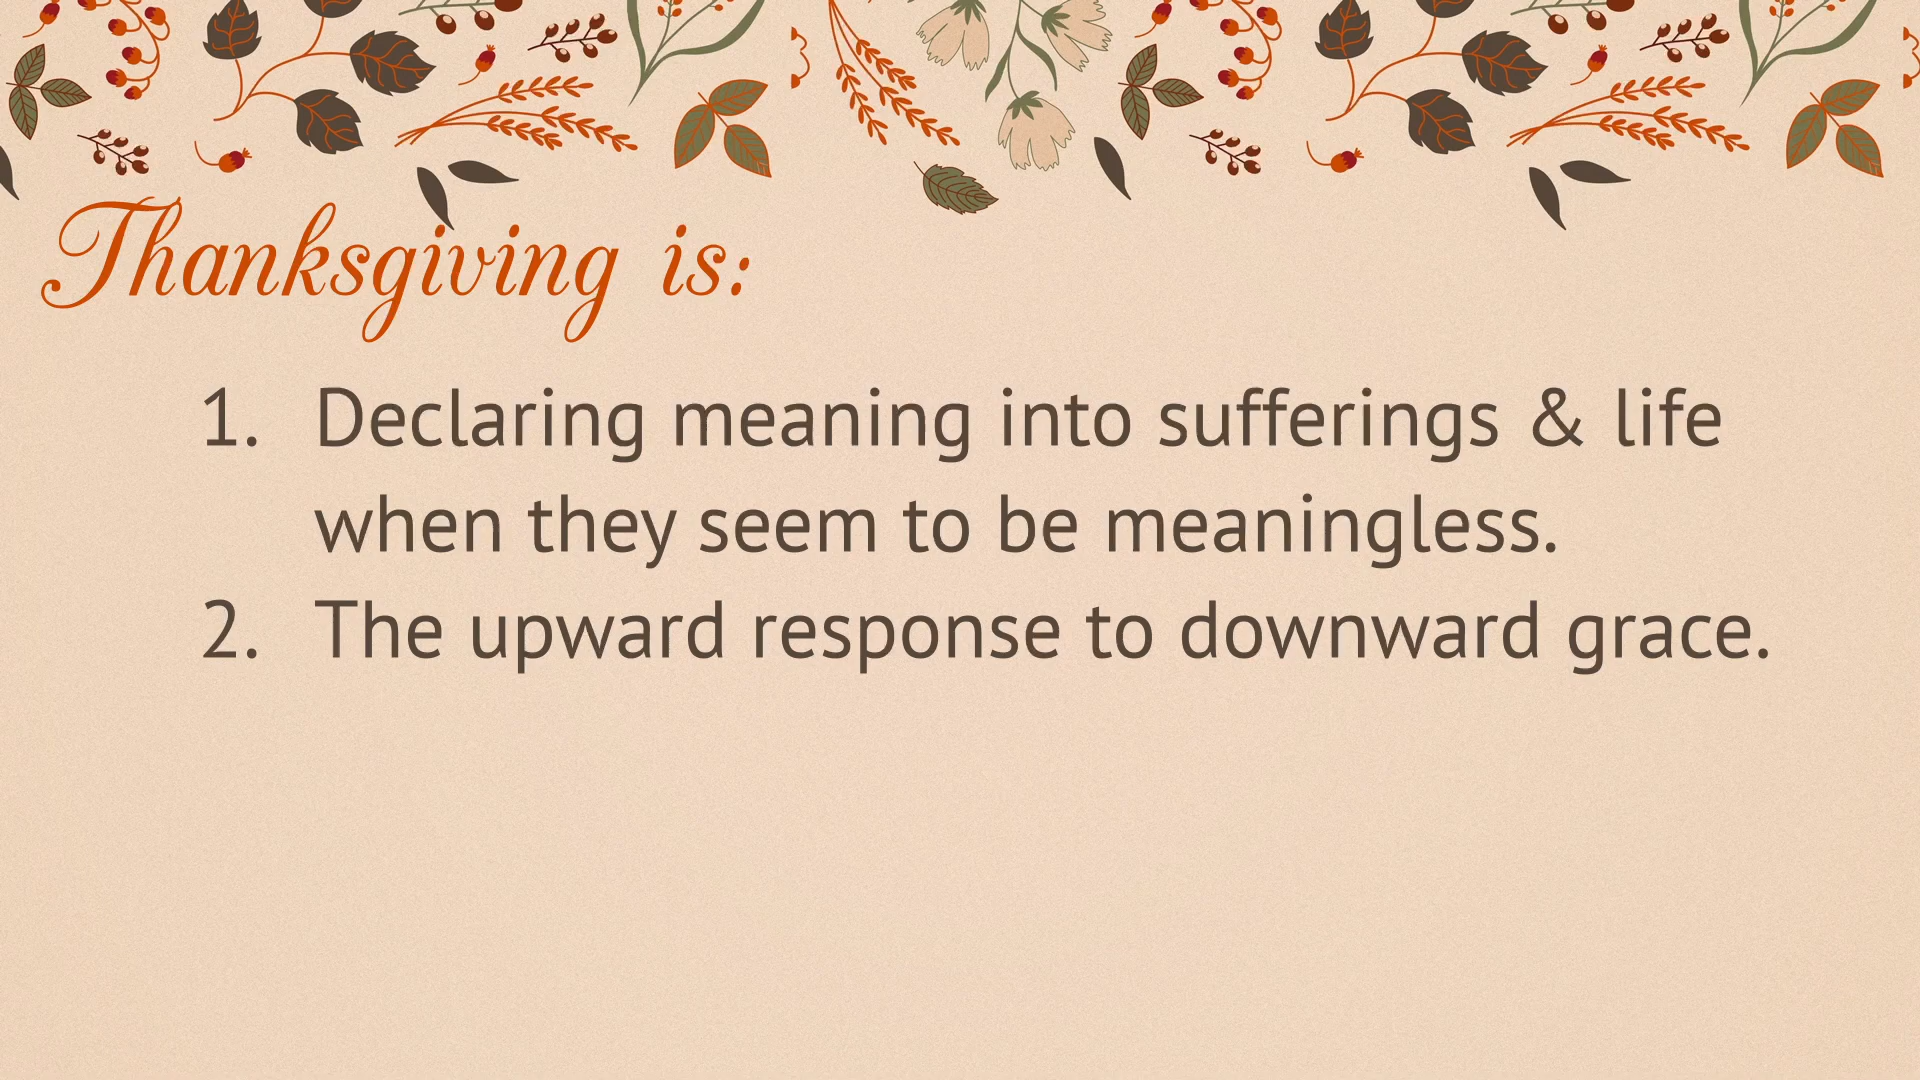 Thanksgiving is:
1. Declaring meaning into sufferings & life
when they seem to be meaningless.
2. The upward response to downward grace.